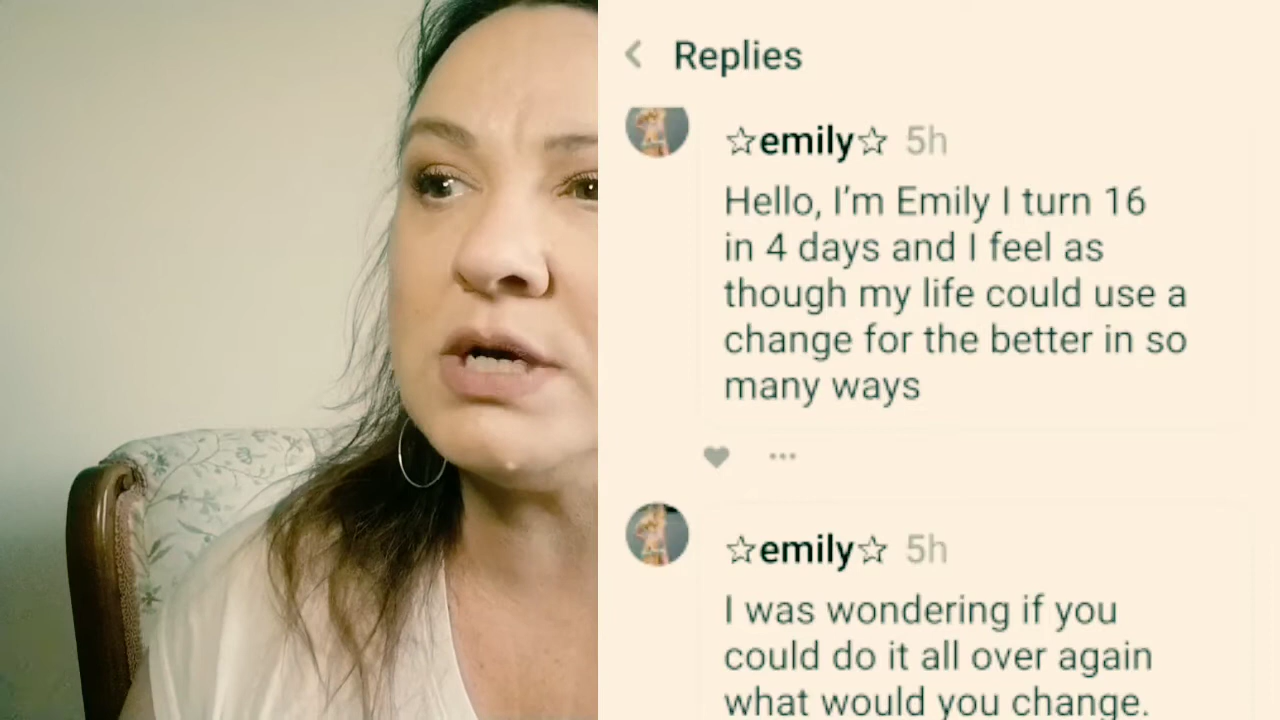 Replies
☆emily☆ 5h
Hello, I’m Emily I turn 16
in 4 days and I feel as
though my life could use a
change for the better in so
many ways
☆emily☆ 5h
I was wondering if you
could do it all over again
what would you change.